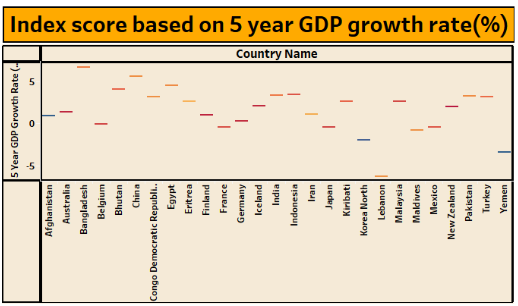 Index score based on 5 year GDP growth rate(%)
Country Name
5 Year GDP Growth Rate (..
5
0
-5
Afghanistan
Australia
Bangladesh
Belgium
Bhutan
China
Congo Democratic Republi..
Egypt
Eritrea
Finland
France
Germany
Iceland
India
Indonesia
Iran
Japan
Kiribati
Korea North
Lebanon
Malaysia
Maldives
Mexico
New Zealand
Pakistan
Turkey
Yemen